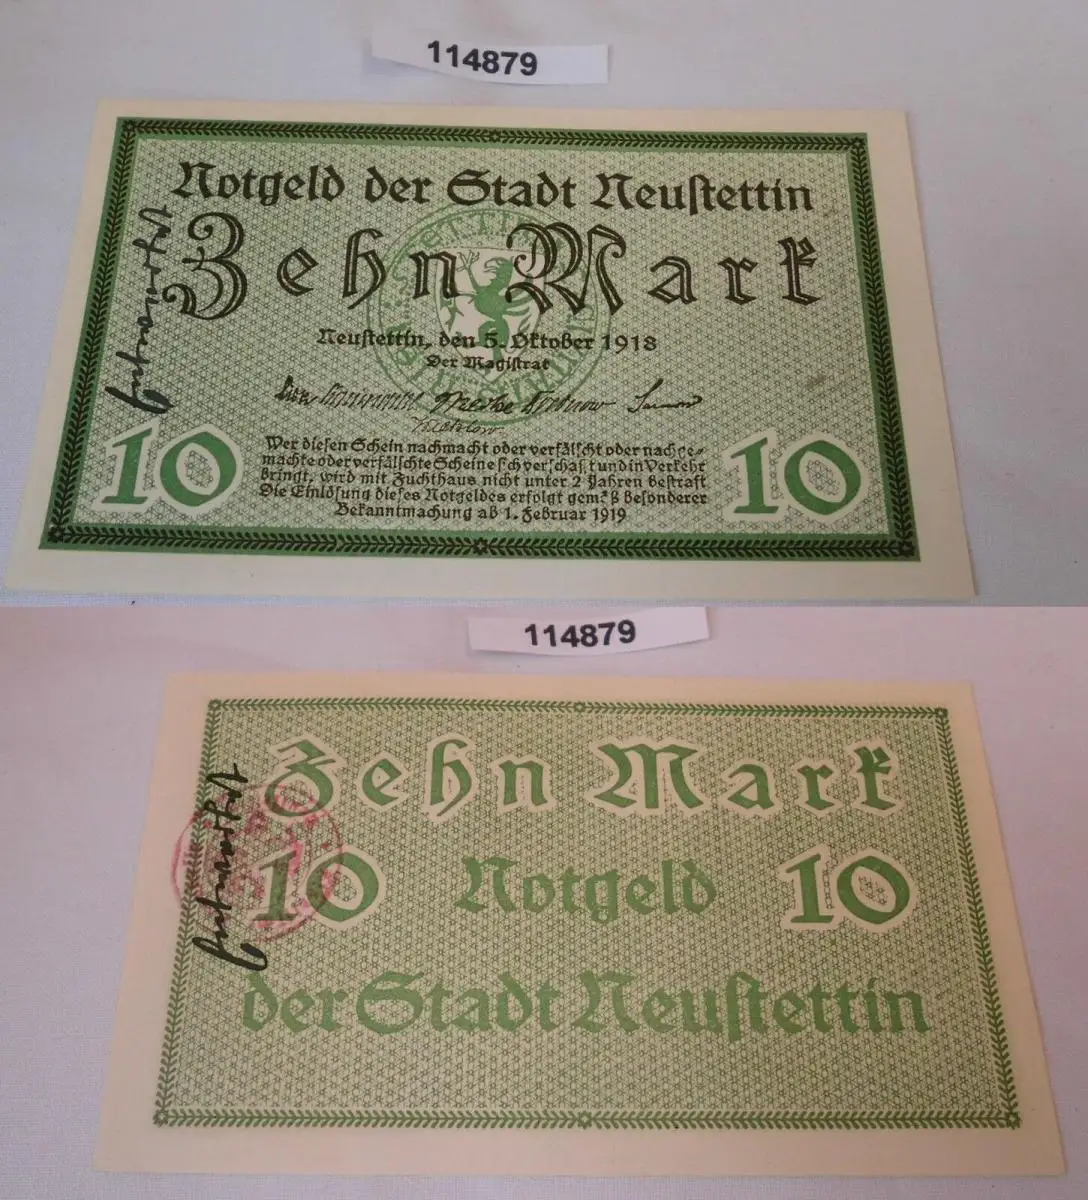 114879
Notgeld der Stadt Neustettin
Zehn Mark
Neustettin, den 5. Oktober 1918
Der Magistrat
Wer diesen Schein nachmacht oder verfälscht oder nachge-
machte oder verfälschte Scheine sich verschafft und in Verkehr
bringt, wird mit Zuchthaus nicht unter 2 Jahren bestraft
Die Einlösung dieses Notgeldes erfolgt gemäß besonderer
Bekanntmachung ab 1. Februar 1919
10
10
Entwertet
114879
Zehn Mark
10 Notgeld 10
der Stadt Neustettin
Entwertet